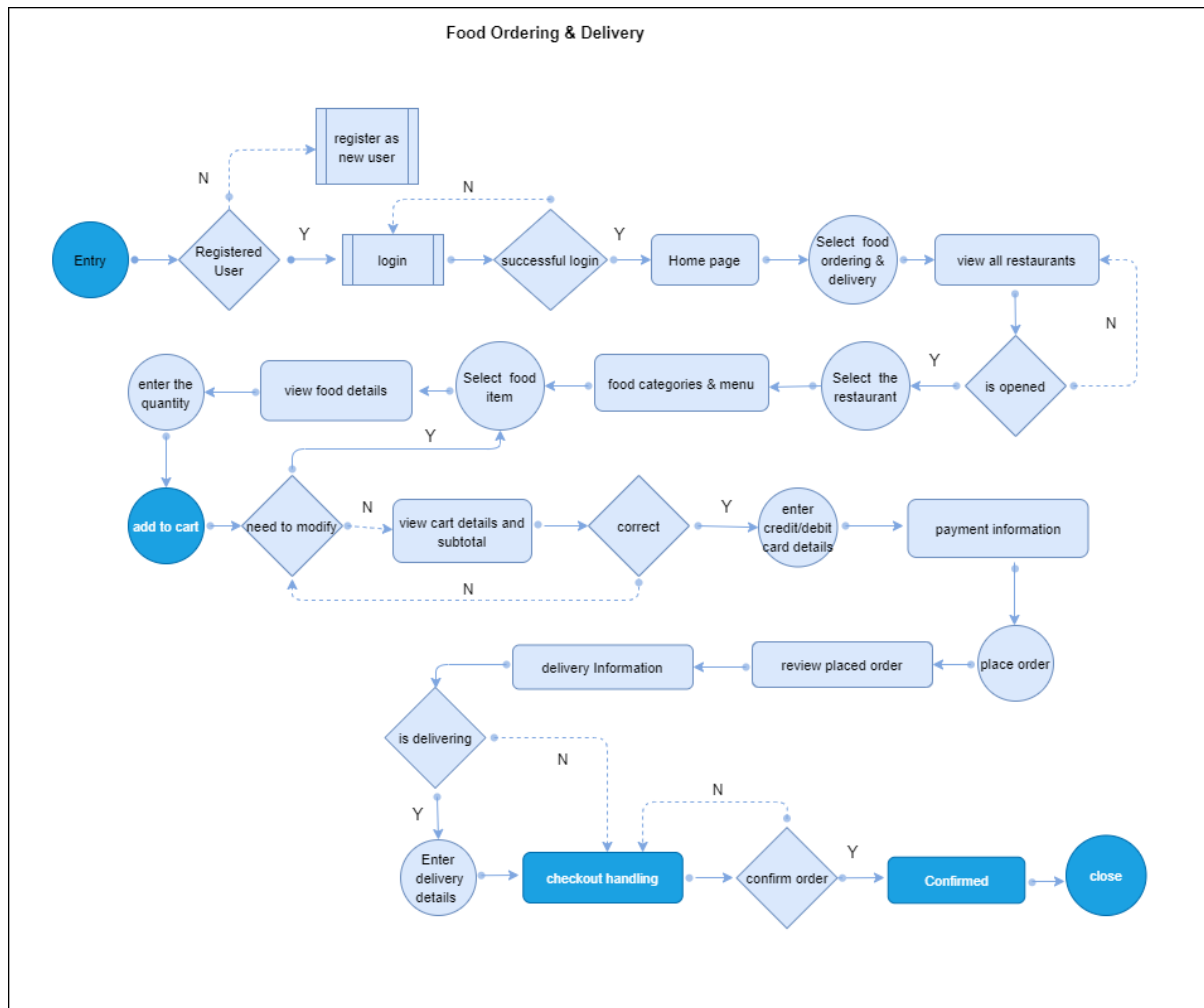 Food Ordering & Delivery
register as
new user
N
N
Entry
Registered
User
Y
login
successful login
Y
Home page
Select food
ordering &
delivery
view all restaurants
N
enter the
quantity
view food details
Select food
item
food categories & menu
Select the
restaurant
Y
is opened
Y
add to cart
need to modify
N
view cart details and
subtotal
correct
Y
enter
credit/debit
card details
payment information
N
delivery Information
review placed order
place order
is delivering
N
N
Y
Enter
delivery
details
checkout handling
confirm order
Y
Confirmed
close